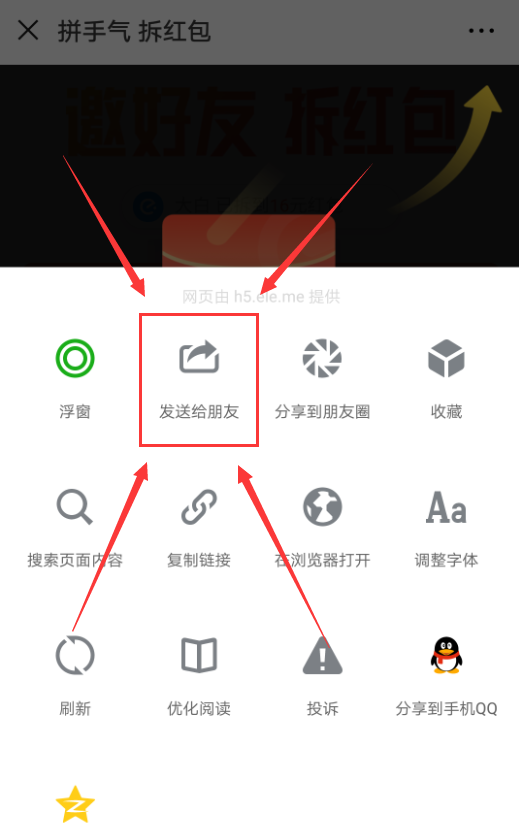 拼手气 拆红包
邀好友 拆红包
网页由 h5.ele.me 提供
浮窗
发送给朋友
分享到朋友圈
收藏
搜索页面内容
复制链接
在浏览器打开
Aa
调整字体
刷新
优化阅读
投诉
分享到手机QQ